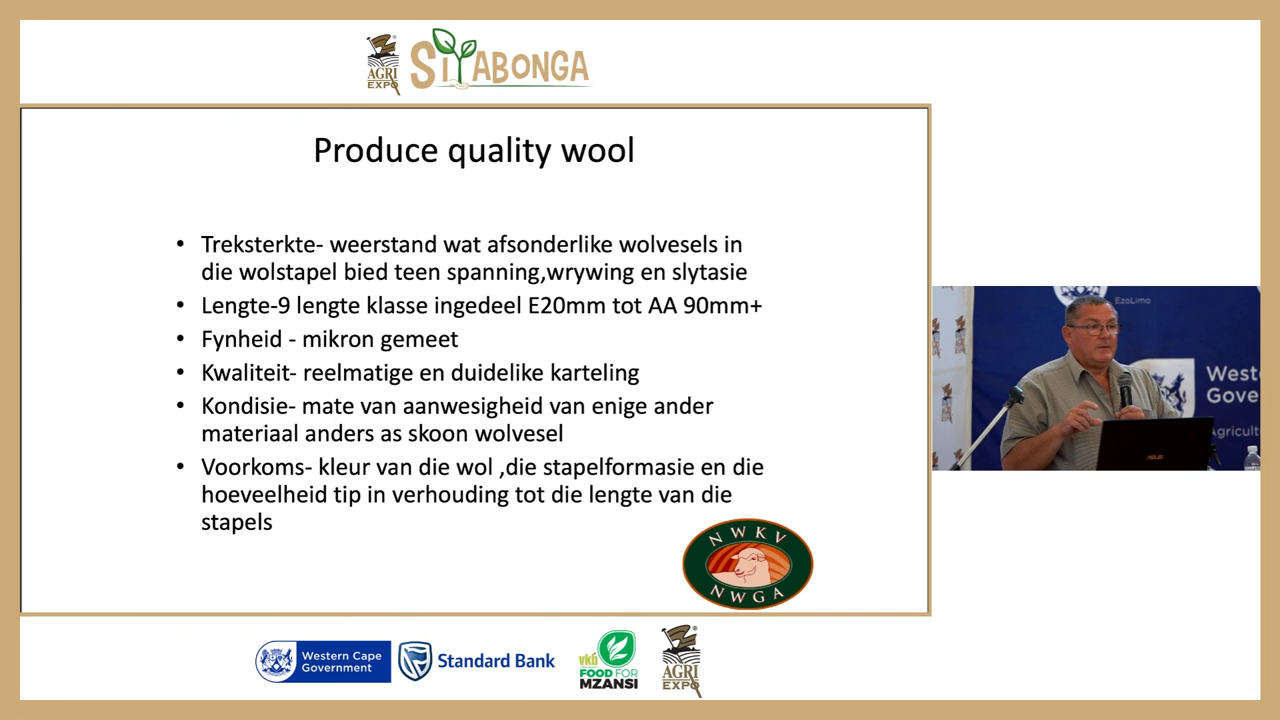 AGRI
EXPO
SIYABONGA
Produce quality wool
• Treksterkte- weerstand wat afsonderlike wolvesels in
die wolstapel bied teen spanning,wrywing en slytasie
• Lengte-9 lengte klasse ingedeel E20mm tot AA 90mm+
• Fynheid - mikron gemeet
• Kwaliteit- reelmatige en duidelike karteling
• Kondisie- mate van aanwesigheid van enige ander
materiaal anders as skoon wolvesel
• Voorkoms- kleur van die wol ,die stapelformasie en die
hoeveelheid tip in verhouding tot die lengte van die
stapels
NWKV
NWGA
EzoLimo
West
Gove
Agricult
ASUS
Western Cape
Government
Standard Bank
vkb
FOOD FOR
MZANSI
AGRI
EXPO